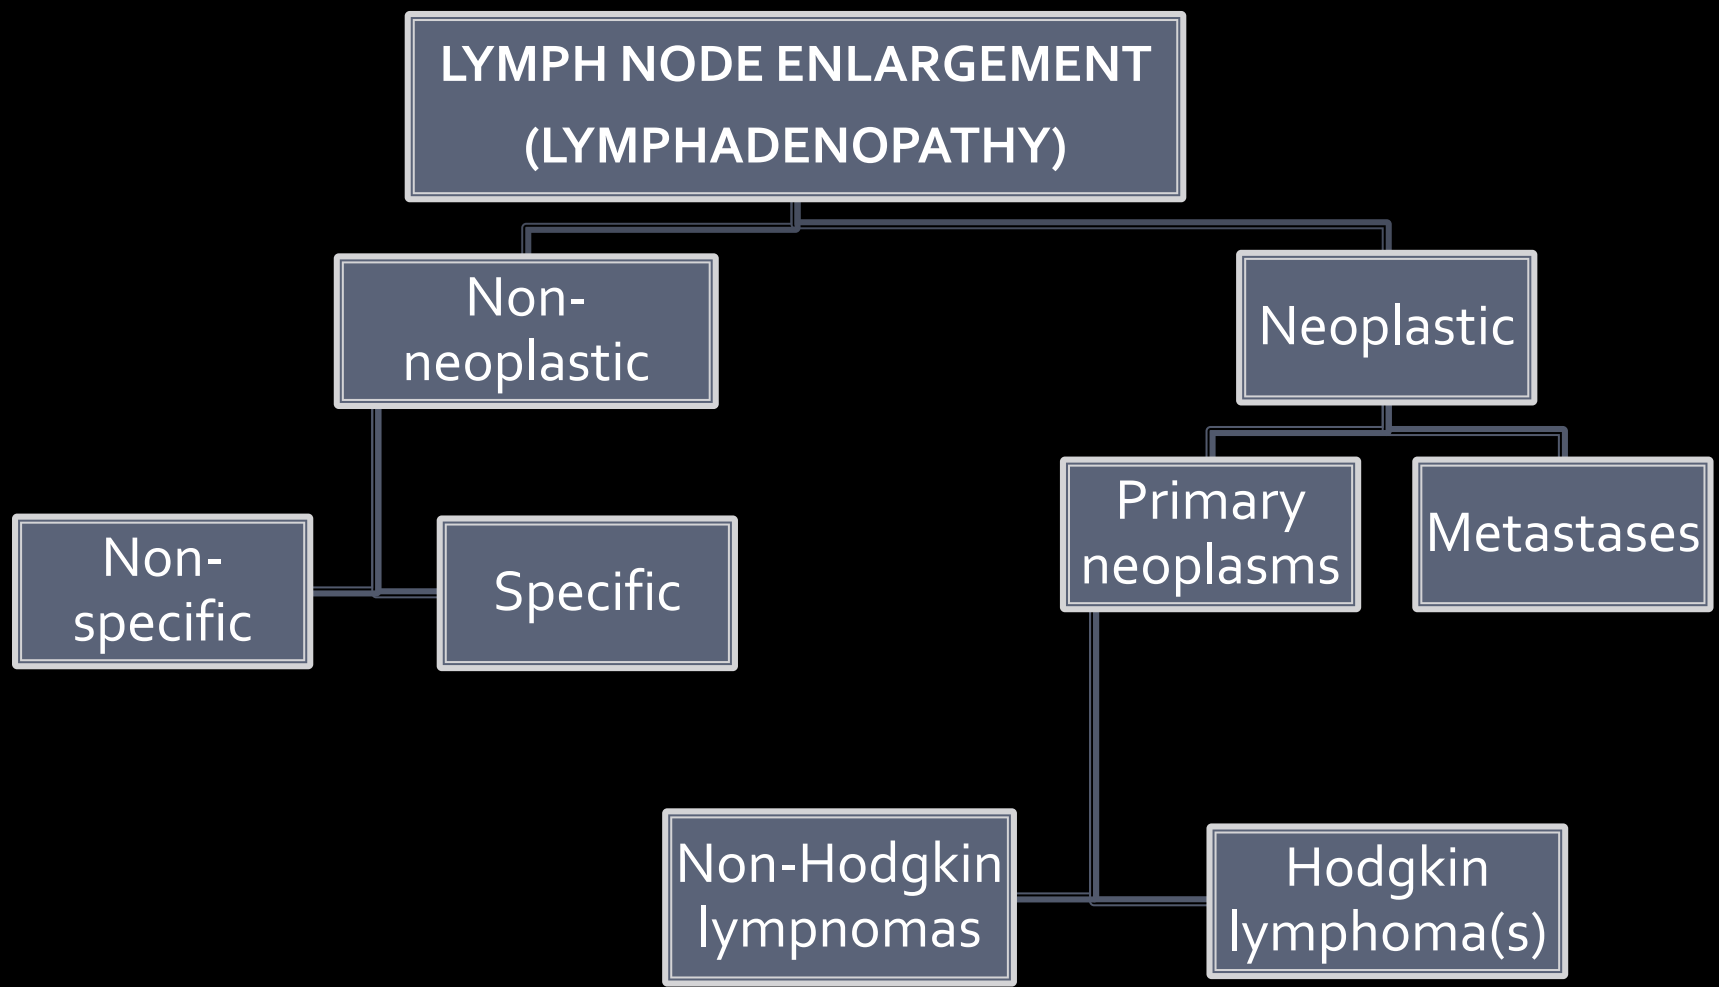 LYMPH NODE ENLARGEMENT
(LYMPHADENOPATHY)
Non-
neoplastic
Neoplastic
Non-
specific
Specific
Primary
neoplasms
Metastases
Non-Hodgkin
lympnomas
Hodgkin
lymphoma(s)